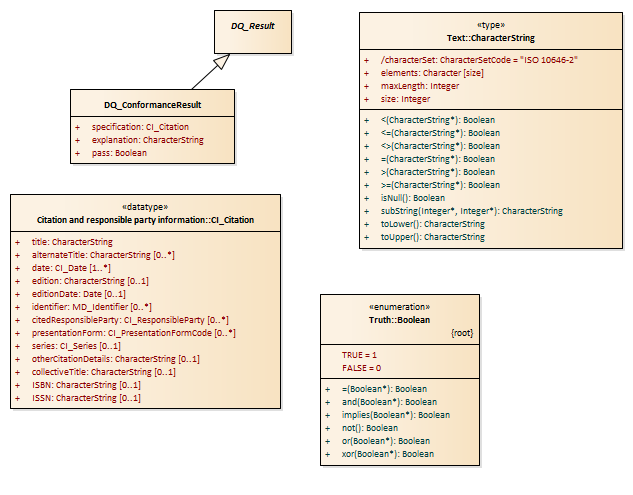 DQ_Result
DQ_ConformanceResult
+ specification: CI_Citation
+ explanation: CharacterString
+ pass: Boolean
«datatype»
Citation and responsible party information::CI_Citation
+ title: CharacterString
+ alternateTitle: CharacterString [0..*]
+ date: CI_Date [1..*]
+ edition: CharacterString [0..1]
+ editionDate: Date [0..1]
+ identifier: MD_Identifier [0..*]
+ citedResponsibleParty: CI_ResponsibleParty [0..*]
+ presentationForm: CI_PresentationFormCode [0..*]
+ series: CI_Series [0..1]
+ otherCitationDetails: CharacterString [0..1]
+ collectiveTitle: CharacterString [0..1]
+ ISBN: CharacterString [0..1]
+ ISSN: CharacterString [0..1]
«type»
Text::CharacterString
+ /characterSet: CharacterSetCode = "ISO 10646-2"
+ elements: Character [size]
+ maxLength: Integer
+ size: Integer
+ <(CharacterString*): Boolean
+ <=(CharacterString*): Boolean
+ <>(CharacterString*): Boolean
+ =(CharacterString*): Boolean
+ >(CharacterString*): Boolean
+ >=(CharacterString*): Boolean
+ isNull(): Boolean
+ subString(Integer*, Integer*): CharacterString
+ toLower(): CharacterString
+ toUpper(): CharacterString
«enumeration»
Truth::Boolean
{root}
TRUE = 1
FALSE = 0
+ =(Boolean*): Boolean
+ and(Boolean*): Boolean
+ implies(Boolean*): Boolean
+ not(): Boolean
+ or(Boolean*): Boolean
+ xor(Boolean*): Boolean